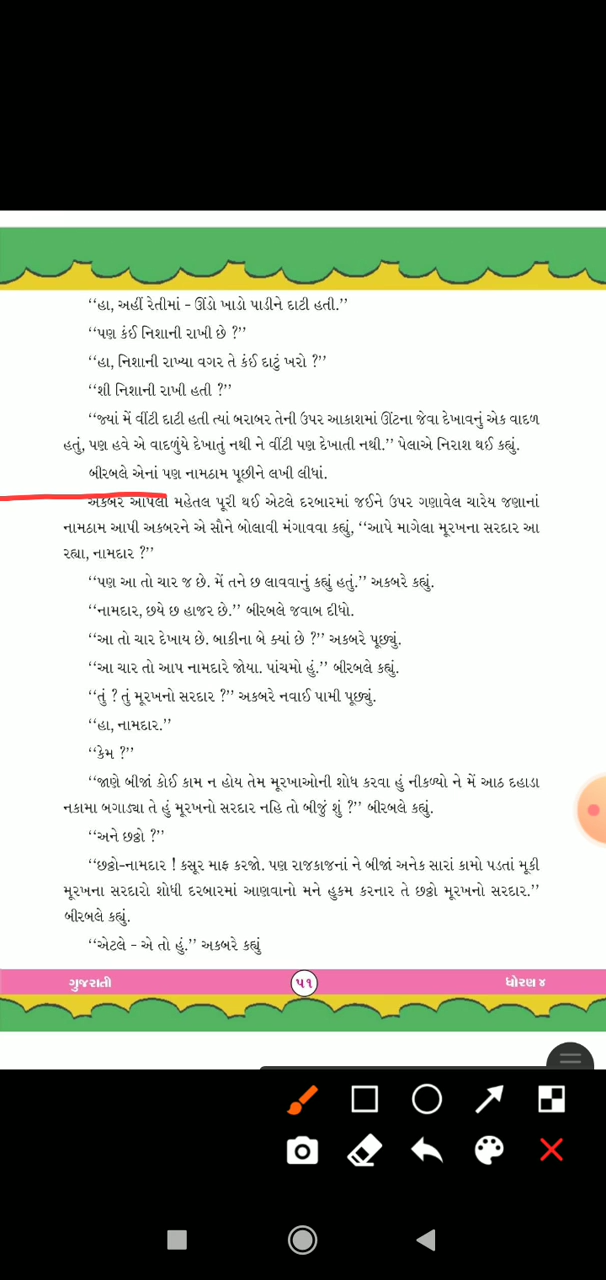 “હા, અહીં રેતીમાં - ઊંડો ખાડો પાડીને દાટી હતી.”
“પણ કંઈ નિશાની રાખી છે ?”
“હા, નિશાની રાખ્યા વગર તે કંઈ દાટું ખરો ?”
“શી નિશાની રાખી હતી ?”
“જ્યાં મેં વીંટી દાટી હતી ત્યાં બરાબર તેની ઉપર આકાશમાં ઊંટના જેવા દેખાવનું એક વાદળ
હતું, પણ હવે એ વાદળુંયે દેખાતું નથી ને વીંટી પણ દેખાતી નથી.” પેલાએ નિરાશ થઈ કહ્યું.
બીરબલે એનાં પણ નામઠામ પૂછીને લખી લીધાં.
અકબરે આપેલી મહેતલ પૂરી થઈ એટલે દરબારમાં જઈને ઉપર ગણાવેલ ચારેય જણાનાં
નામઠામ આપી અકબરને એ સૌને બોલાવી મંગાવવા કહ્યું, “આપે માગેલા મૂરખના સરદાર આ
રહ્યા, નામદાર ?”
“પણ આ તો ચાર જ છે. મેં તને છ લાવવાનું કહ્યું હતું.” અકબરે કહ્યું.
“નામદાર, છયે છ હાજર છે.” બીરબલે જવાબ દીધો.
“આ તો ચાર દેખાય છે. બાકીના બે ક્યાં છે ?” અકબરે પૂછ્યું.
“આ ચાર તો આપ નામદારે જોયા. પાંચમો હું.” બીરબલે કહ્યું.
“તું ? તું મૂરખનો સરદાર ?” અકબરે નવાઈ પામી પૂછ્યું.
“હા, નામદાર.”
“કેમ ?”
“જાણે બીજાં કોઈ કામ ન હોય તેમ મૂરખાઓની શોધ કરવા હું નીકળ્યો ને મેં આઠ દહાડા
નકામા બગાડ્યા તે હું મૂરખનો સરદાર નહિ તો બીજું શું ?” બીરબલે કહ્યું.
“અને છઠ્ઠો ?”
“છઠ્ઠો-નામદાર ! કસૂર માફ કરજો. પણ રાજકાજનાં ને બીજાં અનેક સારાં કામો પડતાં મૂકી
મૂરખના સરદારો શોધી દરબારમાં આણવાનો મને હુકમ કરનાર તે છઠ્ઠો મૂરખનો સરદાર.”
બીરબલે કહ્યું.
“એટલે - એ તો હું.” અકબરે કહ્યું
ગુજરાતી ૫૧ ધોરણ ૪